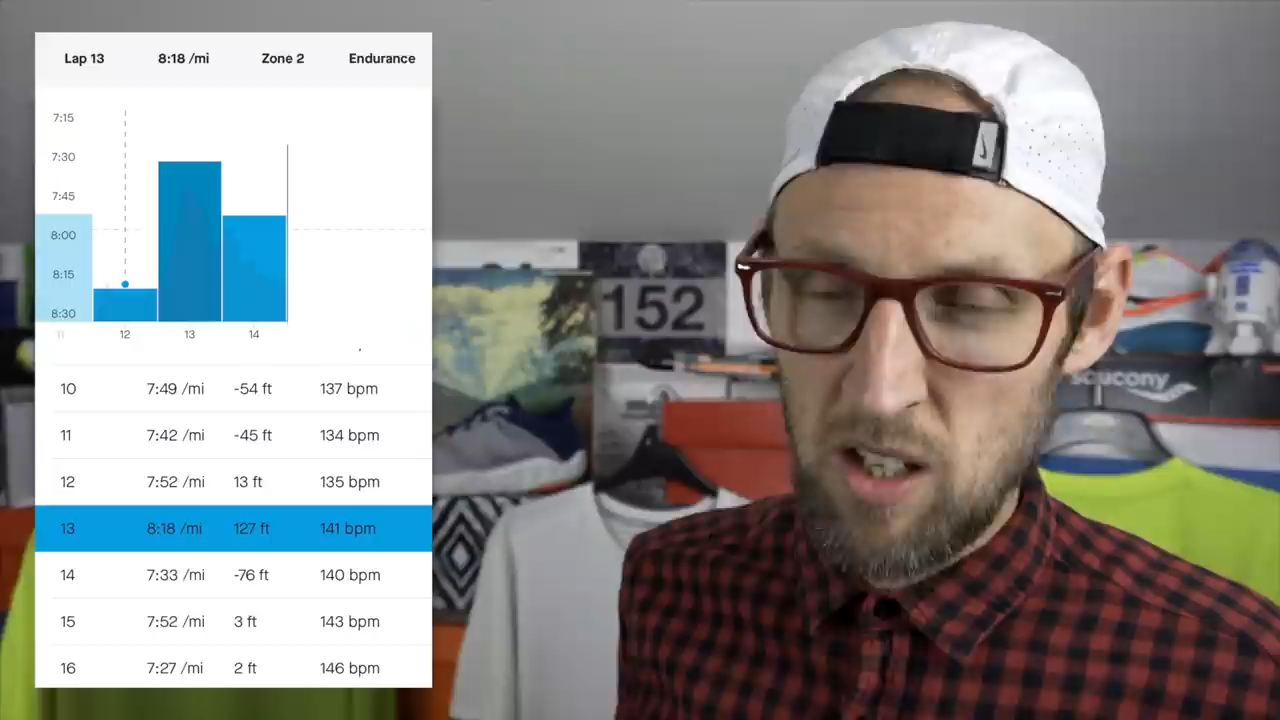 Lap 13 8:18 /mi Zone 2 Endurance
7:15
7:30
7:45
8:00
8:15
8:30
11 12 13 14
10 7:49 /mi -54 ft 137 bpm
11 7:42 /mi -45 ft 134 bpm
12 7:52 /mi 13 ft 135 bpm
13 8:18 /mi 127 ft 141 bpm
14 7:33 /mi -76 ft 140 bpm
15 7:52 /mi 3 ft 143 bpm
16 7:27 /mi 2 ft 146 bpm
152
saucony